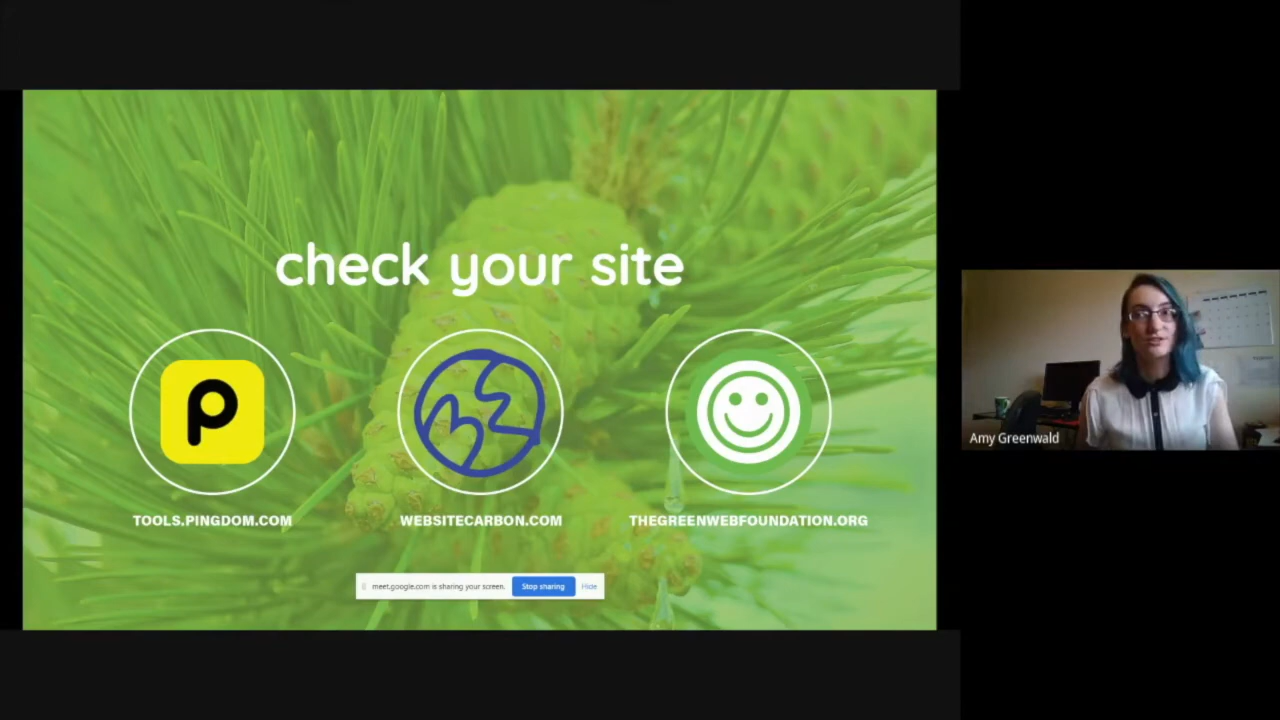 check your site
TOOLS.PINGDOM.COM
WEBSITECARBON.COM
THEGREENWEBFOUNDATION.ORG
meet.google.com is sharing your screen.
Stop sharing
Hide
Amy Greenwald